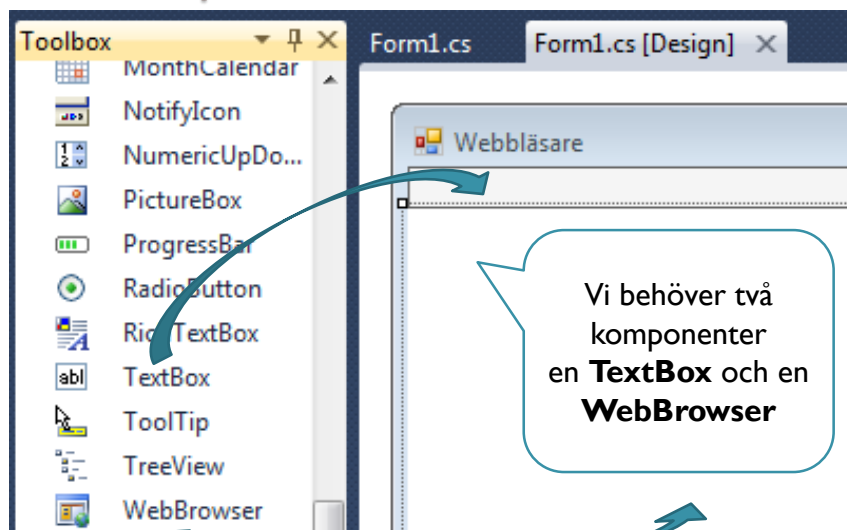 Toolbox
MonthCalendar
NotifyIcon
NumericUpDo...
PictureBox
ProgressBar
RadioButton
RichTextBox
TextBox
ToolTip
TreeView
WebBrowser
Form1.cs
Form1.cs [Design]
Webbläsare
Vi behöver två
komponenter
en TextBox och en
WebBrowser